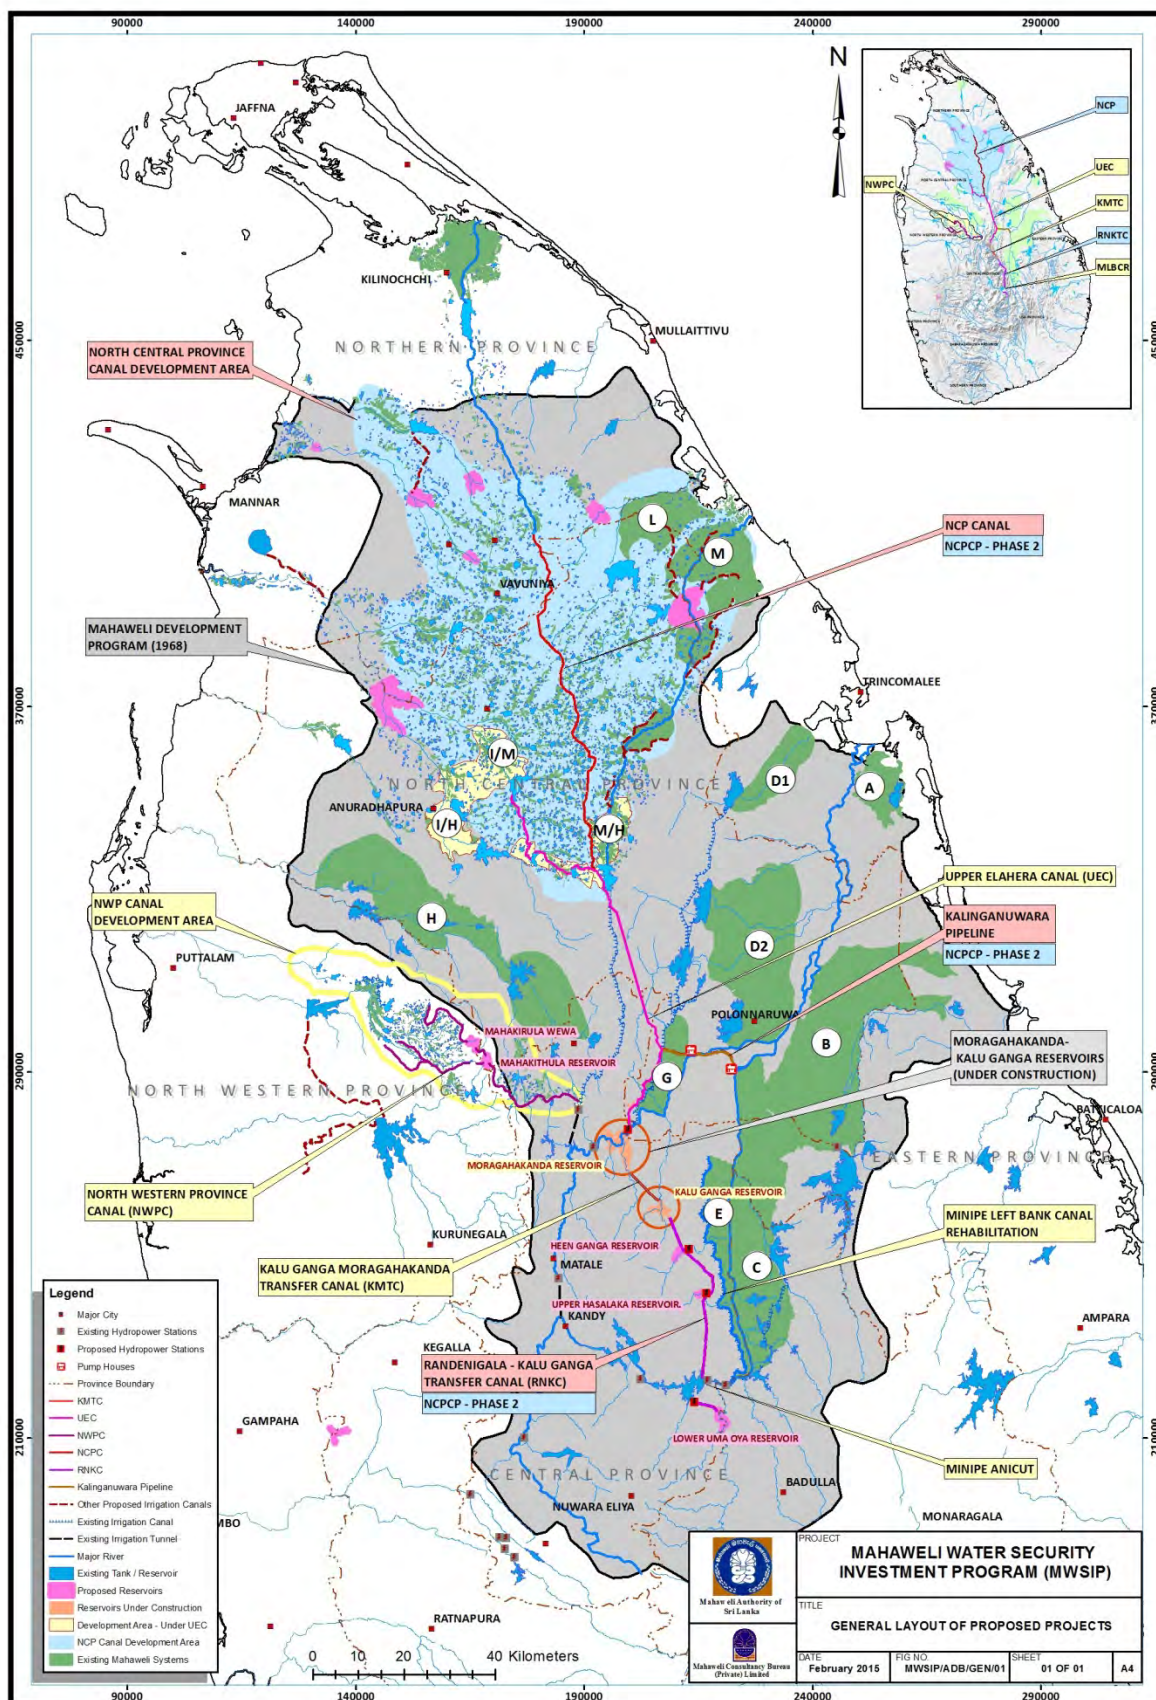 90000
140000
190000
240000
290000
450000
370000
290000
210000
450000
370000
290000
210000
90000
140000
190000
240000
290000
N
NCP
UEC
NWPC
KMTC
RNKTC
MLBCR
JAFFNA
KILINOCHCHI
MULLAITTIVU
NORTHERN PROVINCE
NORTH CENTRAL PROVINCE
CANAL DEVELOPMENT AREA
MANNAR
L
M
NCP CANAL
NCPCP - PHASE 2
VAVUNIYA
MAHAWELI DEVELOPMENT
PROGRAM (1968)
TRINCOMALEE
I/M
D1
A
NORTH CENTRAL PROVINCE
ANURADHAPURA
I/H
M/H
UPPER ELAHERA CANAL (UEC)
NWP CANAL
DEVELOPMENT AREA
H
KALINGANUWARA
PIPELINE
NCPCP - PHASE 2
D2
PUTTALAM
POLONNARUWA
MAHAKIRULA WEWA
MAHAKITHULA RESERVOIR
B
MORAGAHAKANDA-
KALU GANGA RESERVOIRS
(UNDER CONSTRUCTION)
G
NORTH WESTERN PROVINCE
BATTICALOA
EASTERN PROVINCE
MORAGAHAKANDA RESERVOIR
NORTH WESTERN PROVINCE
CANAL (NWPC)
KALU GANGA RESERVOIR
E
MINIPE LEFT BANK CANAL
REHABILITATION
KURUNEGALA
HEEN GANGA RESERVOIR
MATALE
C
KALU GANGA MORAGAHAKANDA
TRANSFER CANAL (KMTC)
UPPER HASALAKA RESERVOIR.
KANDY
AMPARA
KEGALLA
RANDENIGALA - KALU GANGA
TRANSFER CANAL (RNKC)
NCPCP - PHASE 2
GAMPAHA
LOWER UMA OYA RESERVOIR
MINIPE ANICUT
CENTRAL PROVINCE
BADULLA
NUWARA ELIYA
MONARAGALA
MBO
RATNAPURA
Legend
Major City
Existing Hydropower Stations
Proposed Hydropower Stations
Pump Houses
Province Boundary
KMTC
UEC
NWPC
NCPC
RNKC
Kalinganuwara Pipeline
Other Proposed Irrigation Canals
Existing Irrigation Canal
Existing Irrigation Tunnel
Major River
Existing Tank / Reservoir
Proposed Reservoirs
Reservoirs Under Construction
Development Area - Under UEC
NCP Canal Development Area
Existing Mahaweli Systems
0 10 20 40 Kilometers
Mahaweli Authority of
Sri Lanka
Mahaweli Consultancy Bureau
(Private) Limited
PROJECT
MAHAWELI WATER SECURITY
INVESTMENT PROGRAM (MWSIP)
TITLE
GENERAL LAYOUT OF PROPOSED PROJECTS
DATE
February 2015
FIG NO.
MWSIP/ADB/GEN/01
SHEET
01 OF 01
A4